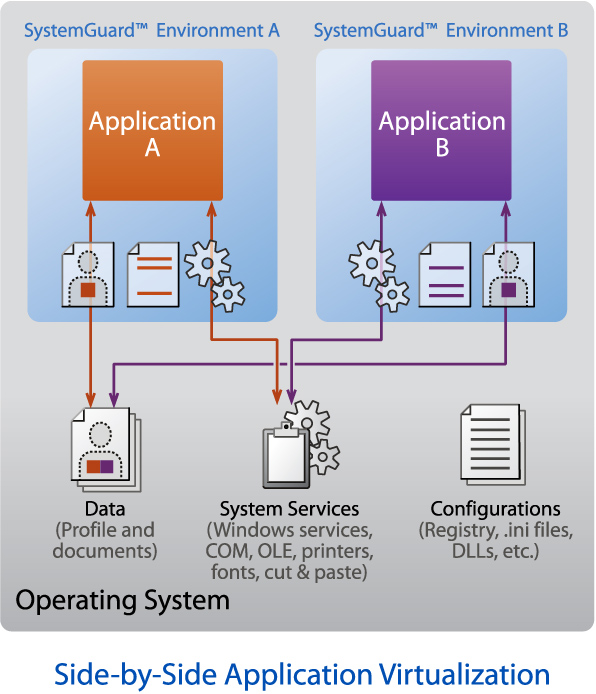 SystemGuard™ Environment A
SystemGuard™ Environment B
Application
A
Application
B
Data
(Profile and
documents)
System Services
(Windows services,
COM, OLE, printers,
fonts, cut & paste)
Configurations
(Registry, .ini files,
DLLs, etc.)
Operating System
Side-by-Side Application Virtualization